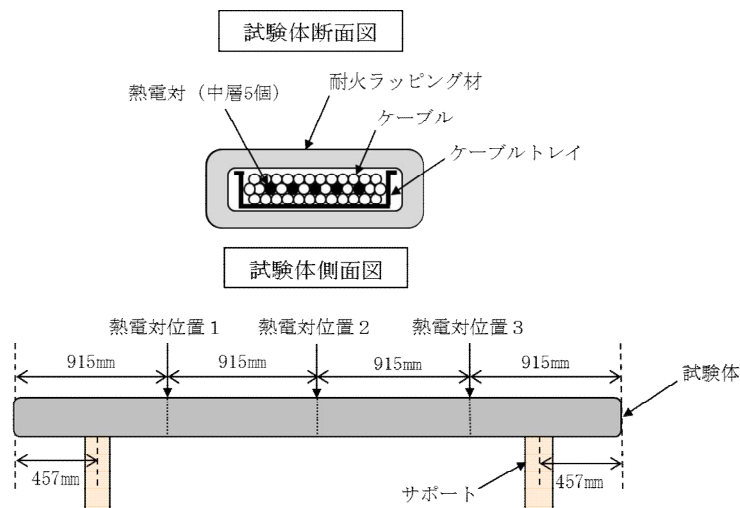 試験体断面図
熱電対（中層5個）
耐火ラッピング材
ケーブル
ケーブルトレイ
試験体側面図
熱電対位置１
熱電対位置２
熱電対位置３
915mm
915mm
915mm
915mm
試験体
457mm
サポート
457mm